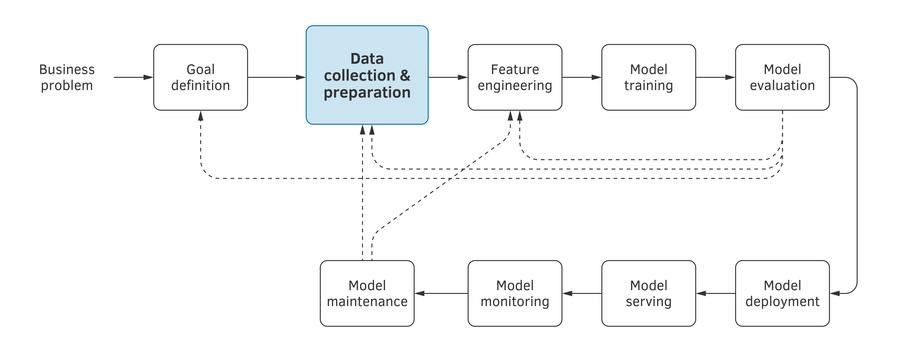 Business
problem
Goal
definition
Data
collection &
preparation
Feature
engineering
Model
training
Model
evaluation
Model
maintenance
Model
monitoring
Model
serving
Model
deployment